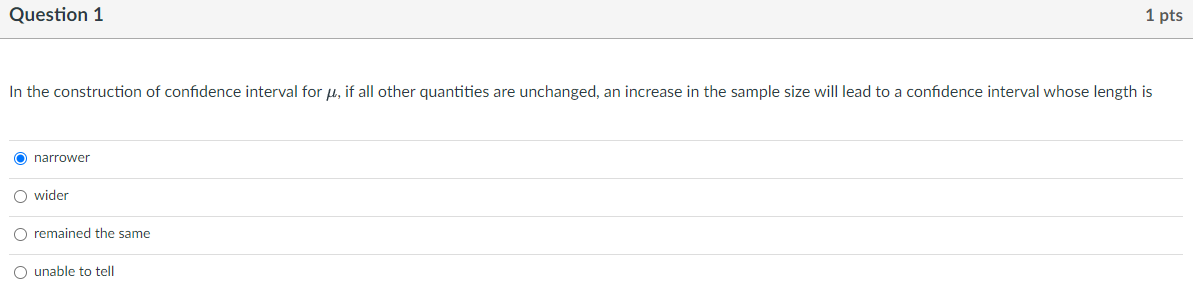 Question 1
1 pts
In the construction of confidence interval for μ, if all other quantities are unchanged, an increase in the sample size will lead to a confidence interval whose length is
narrower
wider
remained the same
unable to tell